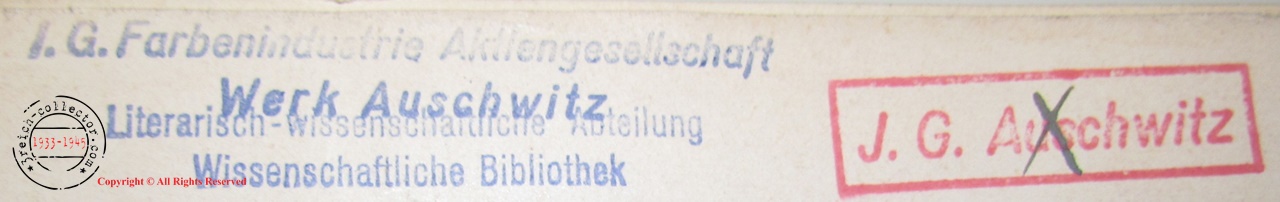 I. G. Farbenindustrie Aktiengesellschaft
Werk Auschwitz
Literarisch-wissenschaftliche Abteilung
Wissenschaftliche Bibliothek
J. G. Auschwitz
3reich-collector.com
1933-1945
Copyright © All Rights Reserved